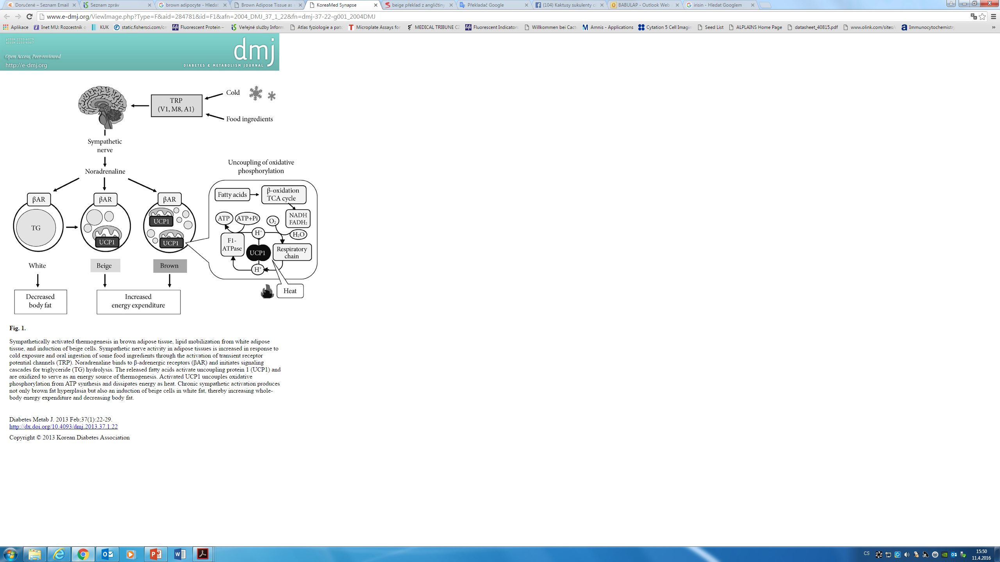 Doručené – Seznam Email
Seznam zpráv
brown adipocyte - Hledat
Brown Adipose Tissue as
KoreaMed Synapse
beige překlad z angličtiny
Překladač Google
(104) Kaktusy sukulenty
BABULAP - Outlook Web
irisin - Hledat Googlem
www.e-dmj.org/ViewImage.php?Type=F&aid=284781&id=F1&afn=2004_DMJ_37_1_22&fn=dmj-37-22-g001_2004DMJ
Aplikace
Inet MU: Rozcestník
KUK
static.fishersci.com/cm
Fluorescent Protein –
Veřejné služby Inform
Atlas fyziologie a pato
Microplate Assays for
MEDICAL TRIBUNE CZ
Fluorescent Indicators
Willkommen bei Cact
Amnis - Applications
Cytation 5 Cell Imagin
Seed List
ALPLAINS Home Page
datasheet_40815.pdf
www.olink.com/sites/
Immunocytochemistry
»
pISSN 2233-6079
eISSN 2233-6087
Open Access, Peer-reviewed
http://e-dmj.org
dmj
DIABETES & METABOLISM JOURNAL
Cold
TRP
(V1, M8, A1)
Food ingredients
Sympathetic
nerve
Noradrenaline
Uncoupling of oxidative
phosphorylation
βAR
βAR
βAR
TG
UCP1
UCP1
UCP1
Fatty acids
β-oxidation
TCA cycle
ATP
ATP+Pi
O₂
NADH
FADH₂
H⁺
H₂O
F1-
ATPase
UCP1
Respiratory
chain
H⁺
Heat
White
Beige
Brown
Decreased
body fat
Increased
energy expenditure
Fig. 1.
Sympathetically activated thermogenesis in brown adipose tissue, lipid mobilization from white adipose
tissue, and induction of beige cells. Sympathetic nerve activity in adipose tissues is increased in response to
cold exposure and oral ingestion of some food ingredients through the activation of transient receptor
potential channels (TRP). Noradrenaline binds to β-adrenergic receptors (βAR) and initiates signaling
cascades for triglyceride (TG) hydrolysis. The released fatty acids activate uncoupling protein 1 (UCP1) and
are oxidized to serve as an energy source of thermogenesis. Activated UCP1 uncouples oxidative
phosphorylation from ATP synthesis and dissipates energy as heat. Chronic sympathetic activation produces
not only brown fat hyperplasia but also an induction of beige cells in white fat, thereby increasing whole-
body energy expenditure and decreasing body fat.
Diabetes Metab J. 2013 Feb;37(1):22-29.
http://dx.doi.org/10.4093/dmj.2013.37.1.22
Copyright © 2013 Korean Diabetes Association
CS
15:50
11.4.2016